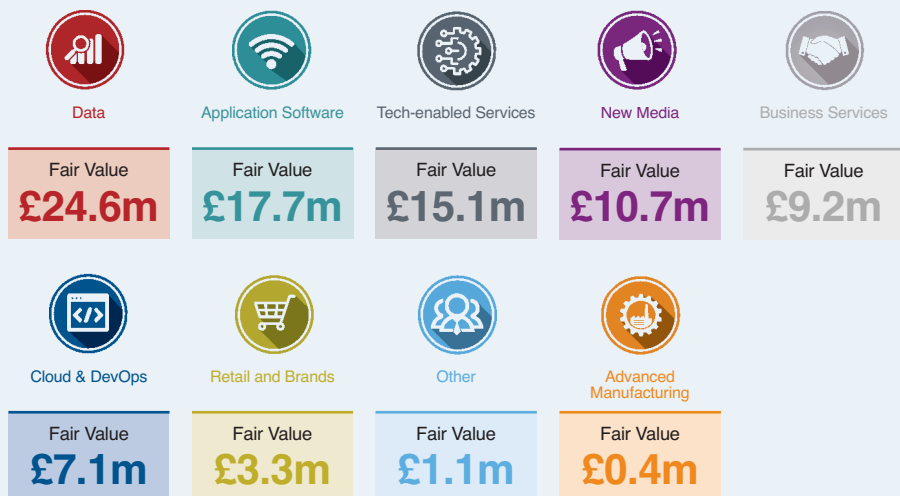 Data
Application Software
Tech-enabled Services
New Media
Business Services
Fair Value
£24.6m
Fair Value
£17.7m
Fair Value
£15.1m
Fair Value
£10.7m
Fair Value
£9.2m
Cloud & DevOps
Retail and Brands
Other
Advanced
Manufacturing
Fair Value
£7.1m
Fair Value
£3.3m
Fair Value
£1.1m
Fair Value
£0.4m